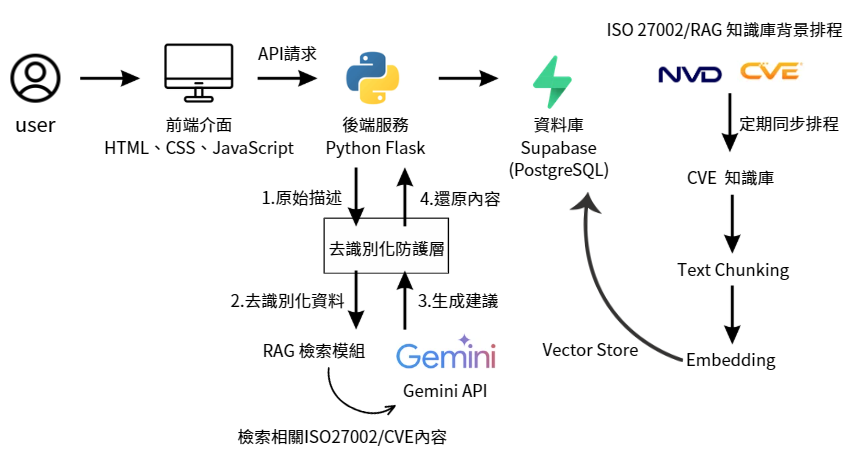 ISO 27002/RAG 知識庫背景排程
NVD CVE
API請求
定期同步排程
user
前端介面
HTML、CSS、JavaScript
後端服務
Python Flask
資料庫
Supabase
(PostgreSQL)
CVE 知識庫
1.原始描述
4.還原內容
去識別化防護層
Text Chunking
2.去識別化資料
3.生成建議
RAG 檢索模組
Gemini
Gemini API
Vector Store
Embedding
檢索相關ISO27002/CVE內容